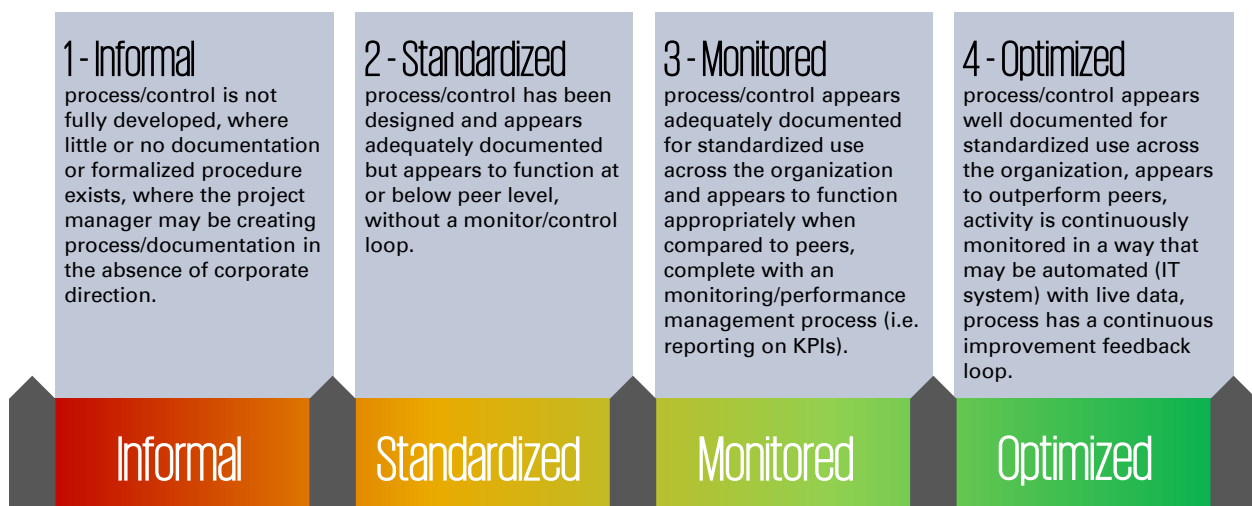 1 - Informal
process/control is not
fully developed, where
little or no documentation
or formalized procedure
exists, where the project
manager may be creating
process/documentation in
the absence of corporate
direction.
2 - Standardized
process/control has been
designed and appears
adequately documented
but appears to function at
or below peer level,
without a monitor/control
loop.
3 - Monitored
process/control appears
adequately documented
for standardized use
across the organization
and appears to function
appropriately when
compared to peers,
complete with an
monitoring/performance
management process (i.e.
reporting on KPIs).
4 - Optimized
process/control appears
well documented for
standardized use across
the organization, appears
to outperform peers,
activity is continuously
monitored in a way that
may be automated (IT
system) with live data,
process has a continuous
improvement feedback
loop.
Informal
Standardized
Monitored
Optimized